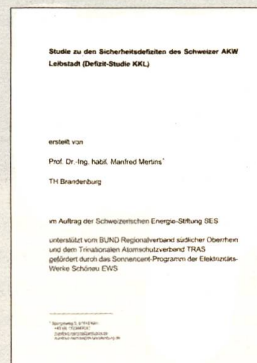 Studie zu den Sicherheitsdefiziten des Schweizer AKW
Leibstadt (Defizit-Studie KKL)
erstellt von
Prof. Dr.-Ing. habil. Manfred Mertins¹
TH Brandenburg
im Auftrag der Schweizerischen Energie-Stiftung SES
unterstützt vom BUND Regionalverband südlicher Oberrhein
und dem Trinationalen Atomschutzverband TRAS
gefördert durch das Sonnencent-Programm der Elektrizitäts-
Werke Schönau EWS